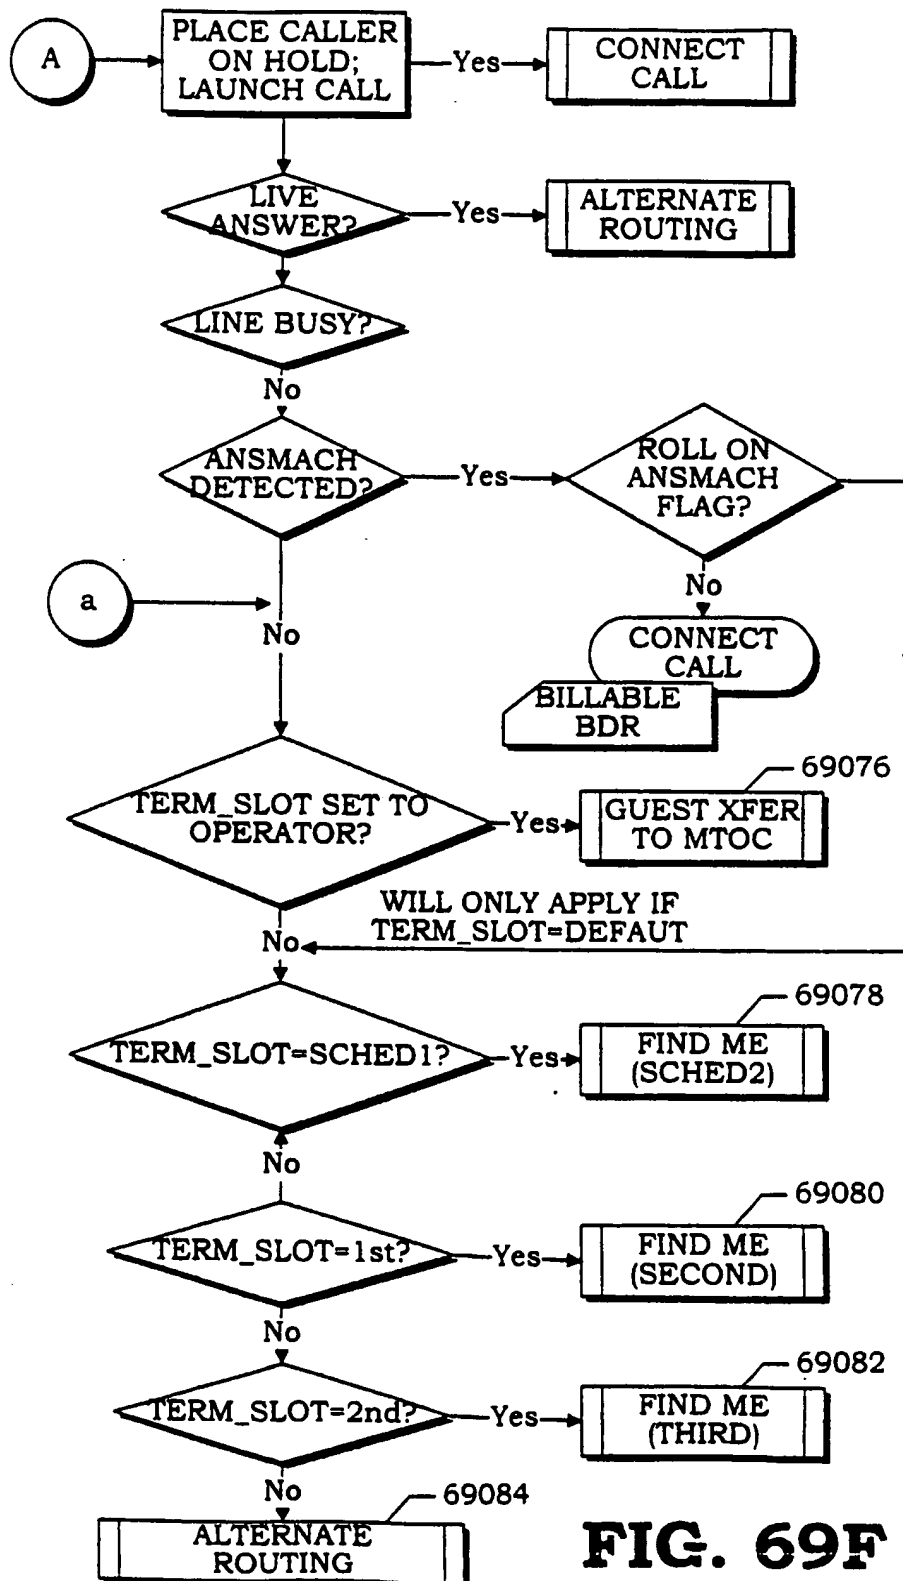 A
PLACE CALLER
ON HOLD;
LAUNCH CALL
Yes
CONNECT
CALL
LIVE
ANSWER?
Yes
ALTERNATE
ROUTING
LINE BUSY?
No
ANSMACH
DETECTED?
Yes
ROLL ON
ANSMACH
FLAG?
No
CONNECT
CALL
BILLABLE
BDR
a
No
69076
TERM_SLOT SET TO
OPERATOR?
Yes
GUEST XFER
TO MTOC
WILL ONLY APPLY IF
TERM_SLOT=DEFAUT
No
69078
TERM_SLOT=SCHED1?
Yes
FIND ME
(SCHED2)
No
69080
TERM_SLOT=1st?
Yes
FIND ME
(SECOND)
No
69082
TERM_SLOT=2nd?
Yes
FIND ME
(THIRD)
No
69084
ALTERNATE
ROUTING
FIG. 69F